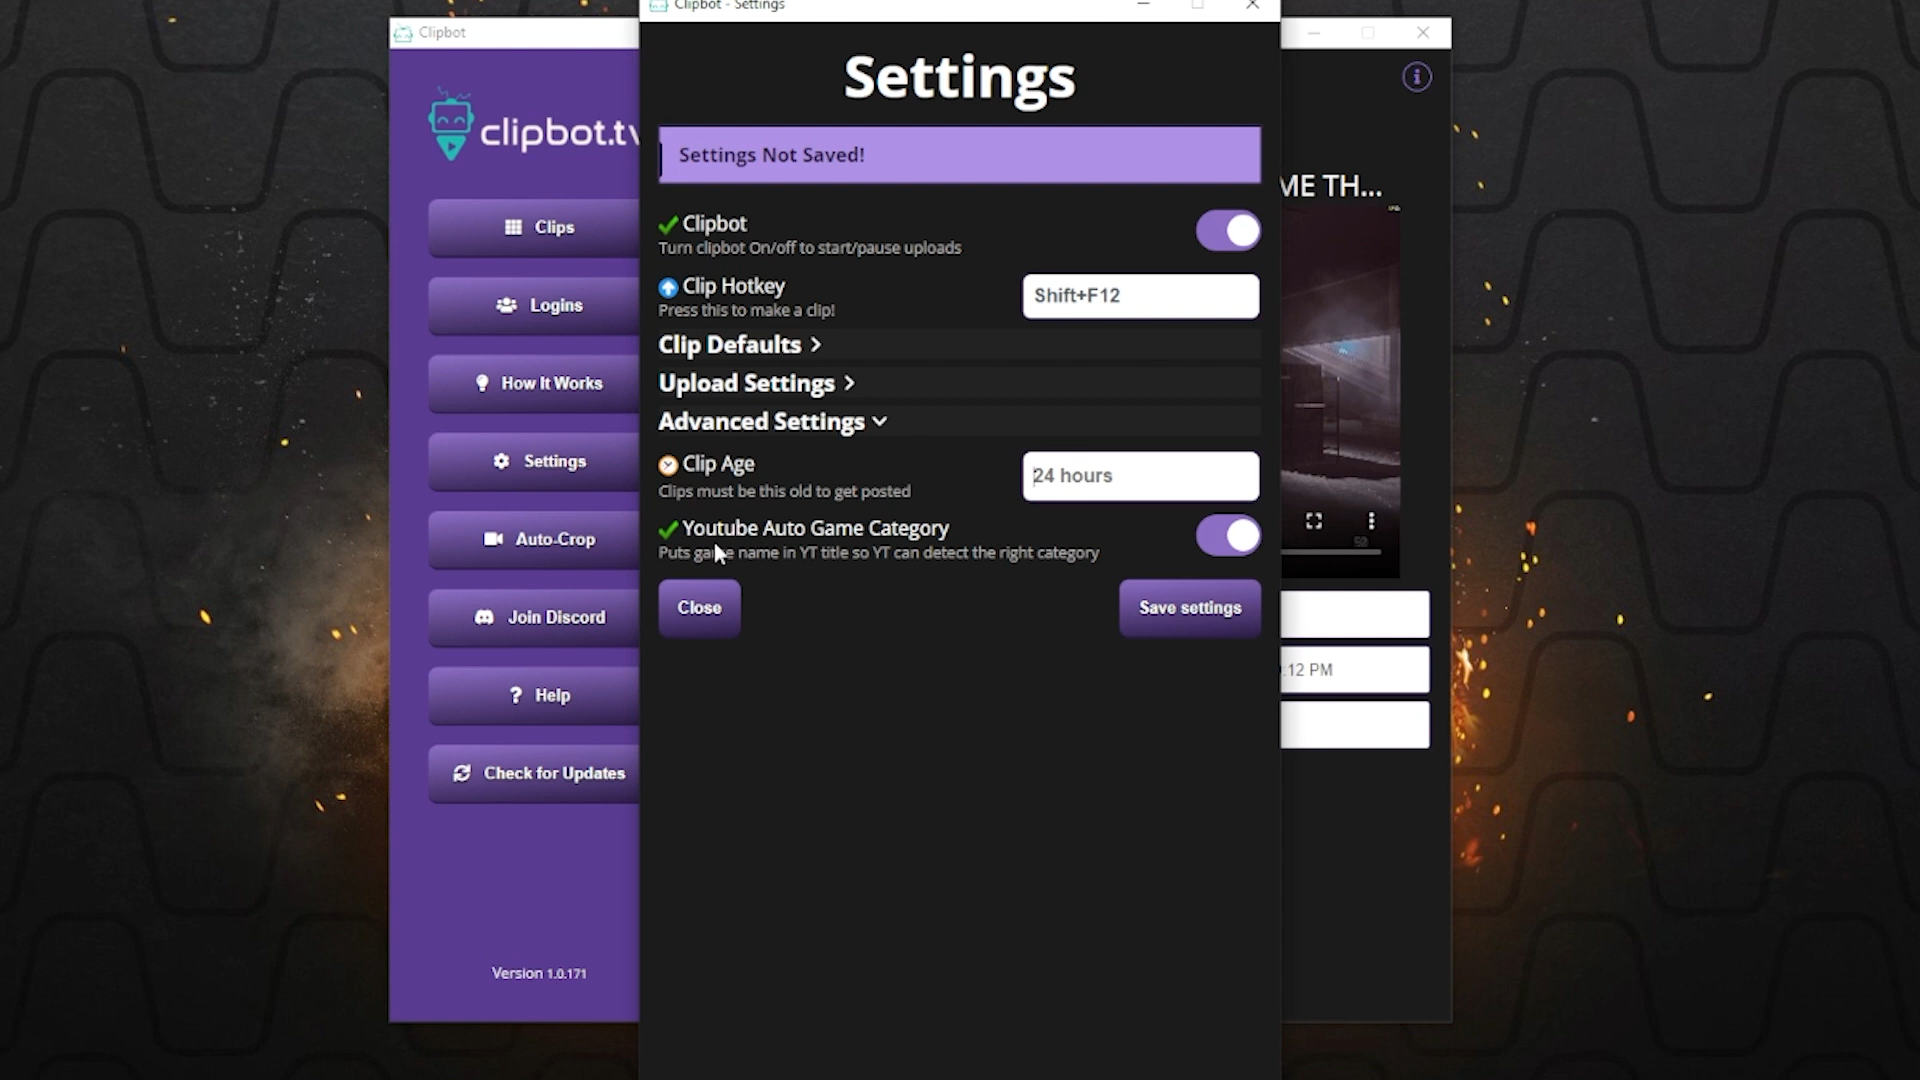 Clipbot - Settings
Clipbot
Settings
clipbot.tv
Settings Not Saved!
ME TH...
Clips
Clipbot
Turn clipbot On/off to start/pause uploads
Logins
Clip Hotkey
Press this to make a clip!
Shift+F12
Clip Defaults >
How It Works
Upload Settings >
Advanced Settings
Settings
Clip Age
Clips must be this old to get posted
24 hours
Auto-Crop
Youtube Auto Game Category
Puts game name in YT title so YT can detect the right category
Close
Save settings
Join Discord
:12 PM
Help
Check for Updates
Version 1.0.171